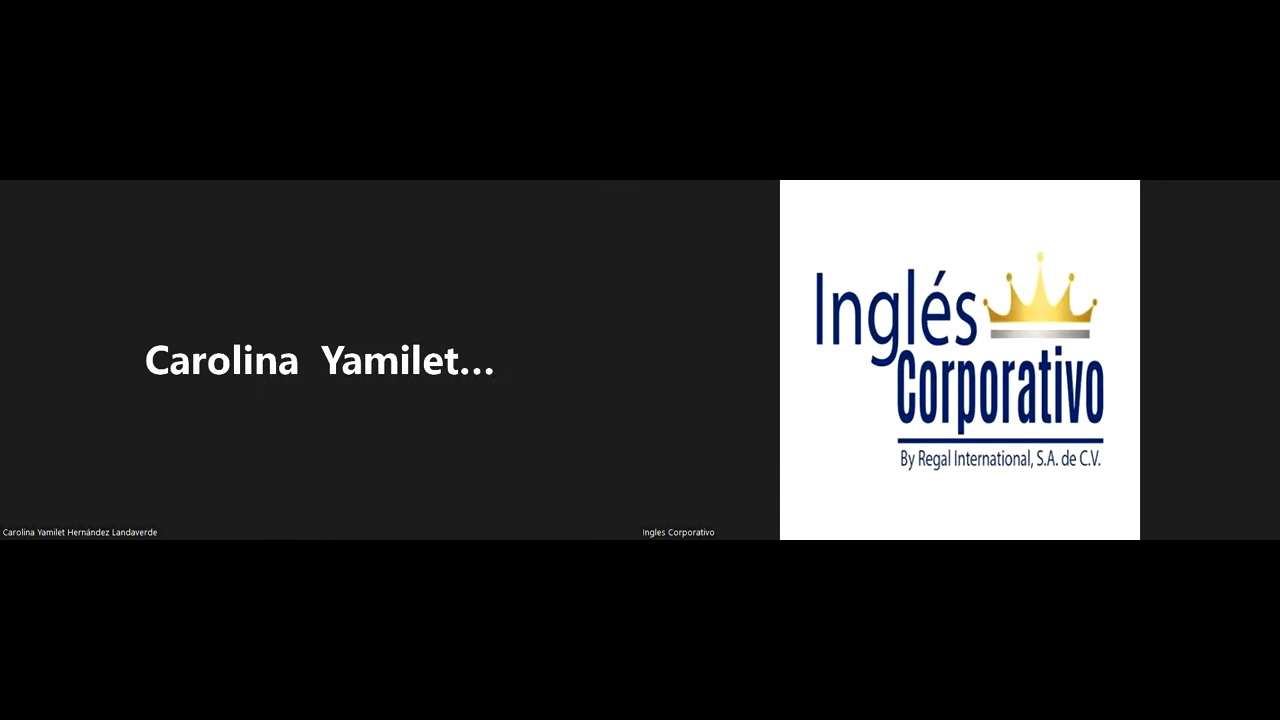 Carolina Yamilet...
Carolina Yamilet Hernández Landaverde
Inglés
Corporativo
By Regal International, S.A. de C.V.
Ingles Corporativo